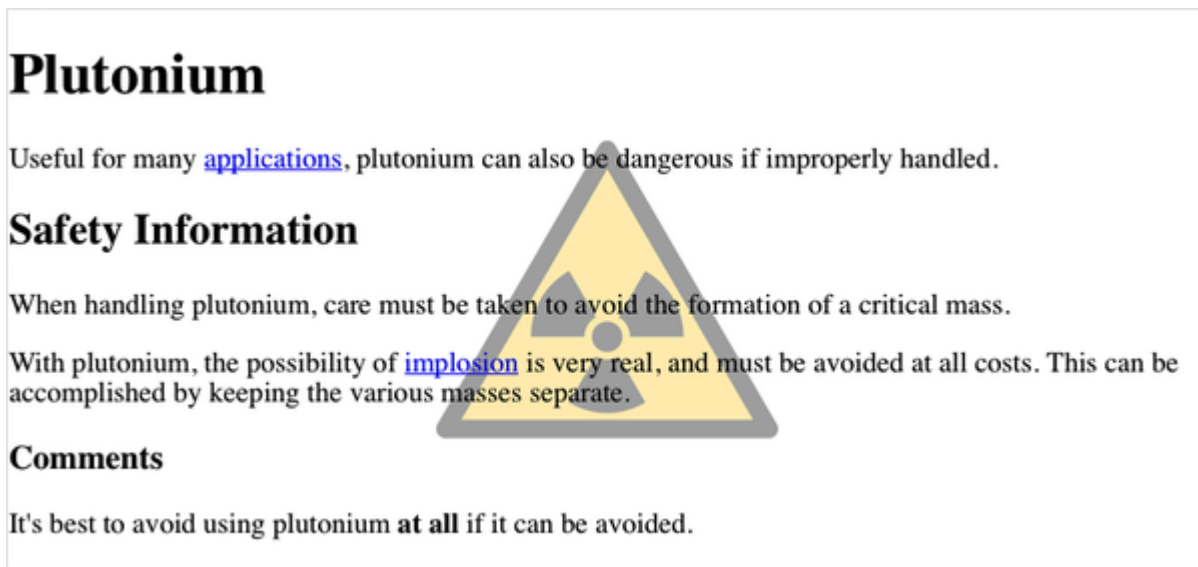 Plutonium
Useful for many applications, plutonium can also be dangerous if improperly handled.
Safety Information
When handling plutonium, care must be taken to avoid the formation of a critical mass.
With plutonium, the possibility of implosion is very real, and must be avoided at all costs. This can be
accomplished by keeping the various masses separate.
Comments
It's best to avoid using plutonium at all if it can be avoided.